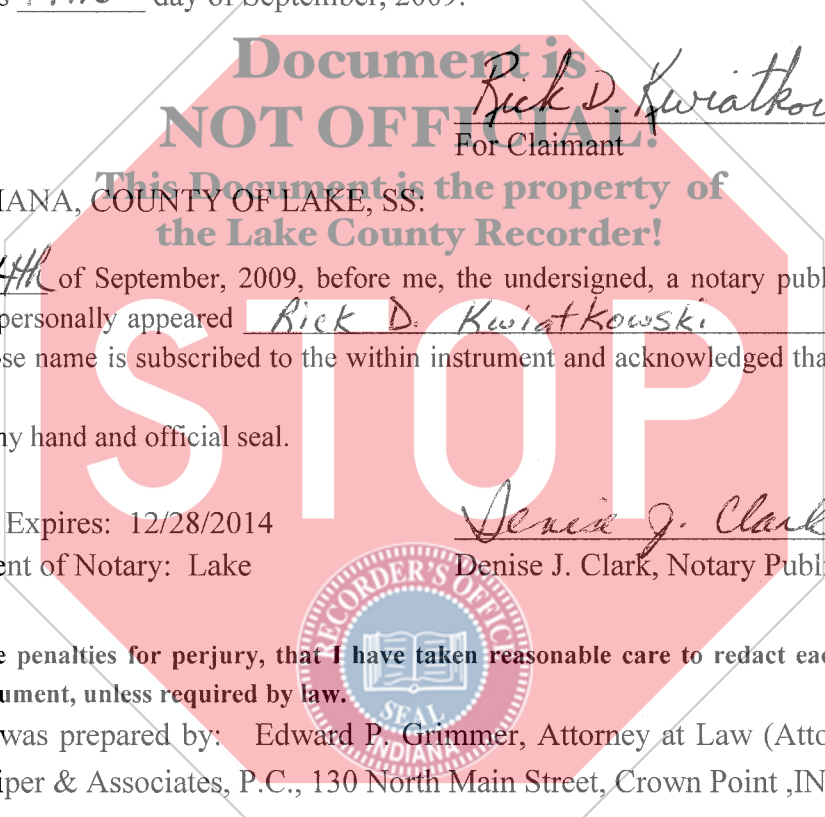 day of September, 2009.
Document is
NOT OFFICIAL!
Rick D. Kwiatkow
For Claimant
This Document is the property of
IANA, COUNTY OF LAKE, SS:
the Lake County Recorder!
4th of September, 2009, before me, the undersigned, a notary publ
personally appeared Rick D. Kwiatkowski
se name is subscribed to the within instrument and acknowledged tha
STOP
y hand and official seal.
Expires: 12/28/2014
Denise J. Clark
ent of Notary: Lake
Denise J. Clark, Notary Publi
RECORDER'S OFFICE
e penalties for perjury, that I have taken reasonable care to redact eac
ument, unless required by law.
SEAL
was prepared by: Edward P. Grimmer, Attorney at Law (Atto
INDIANA
iper & Associates, P.C., 130 North Main Street, Crown Point ,IN